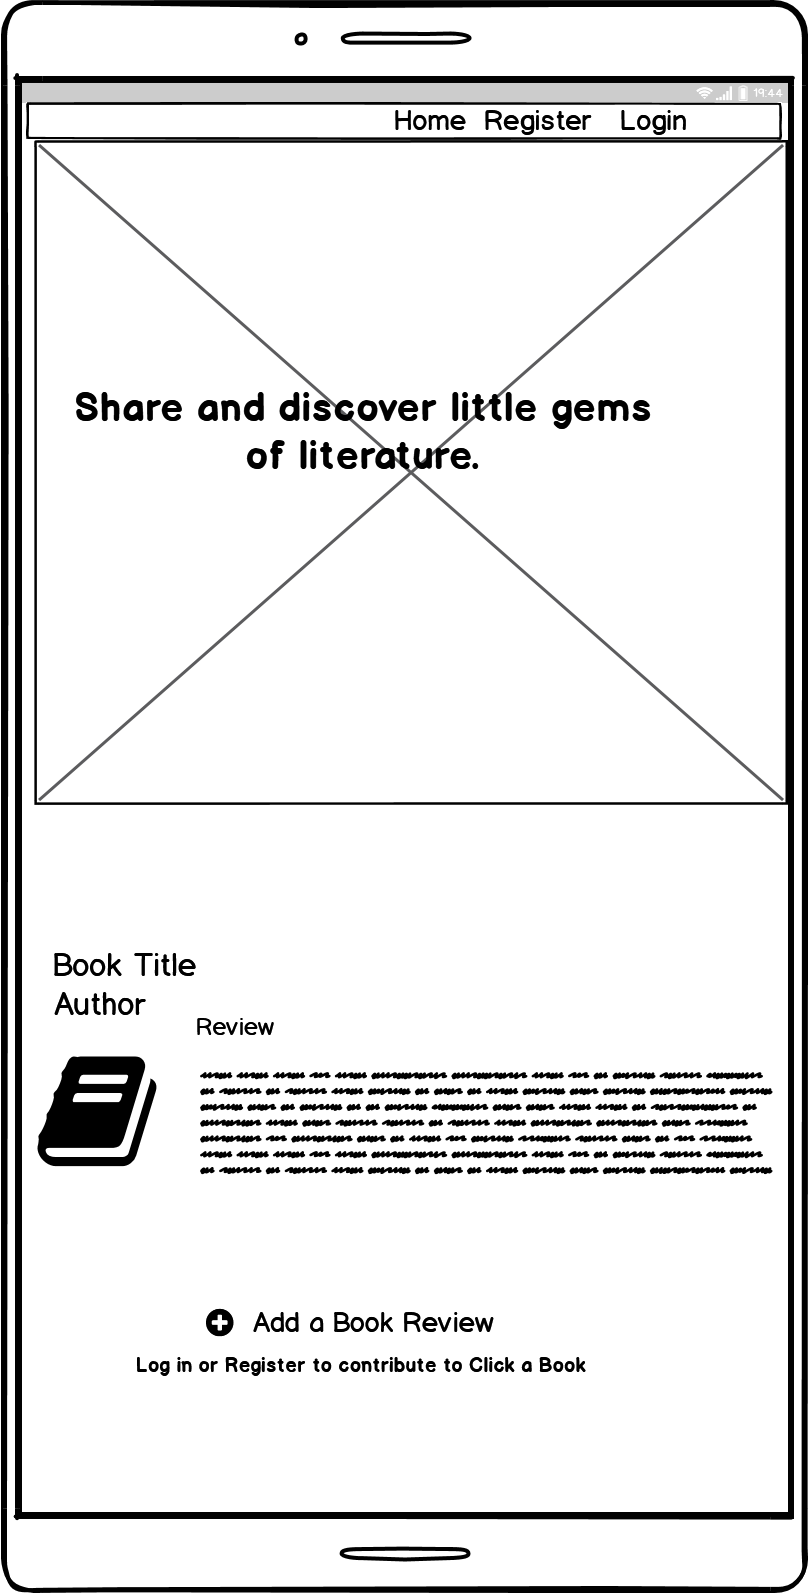 19:44
Home Register Login
Share and discover little gems
of literature.
Book Title
Author
Review
Add a Book Review
Log in or Register to contribute to Click a Book